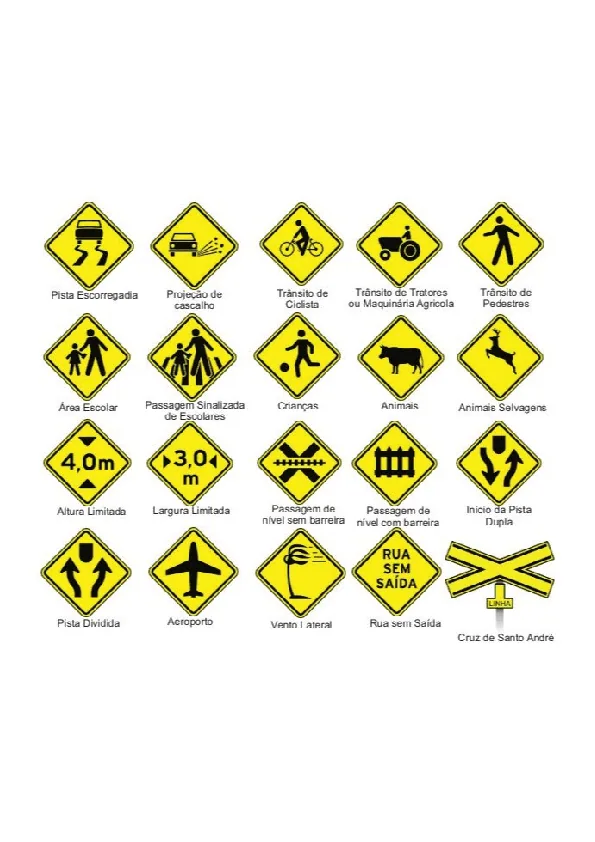 Pista Escorregadia
Projeção de
cascalho
Trânsito de
Ciclista
Trânsito de Tratores
ou Maquinária Agrícola
Trânsito de
Pedestres
Área Escolar
Passagem Sinalizada
de Escolares
Crianças
Animais
Animais Selvagens
4,0m
3,0
m
Altura Limitada
Largura Limitada
Passagem de
nível sem barreira
Passagem de
nível com barreira
Início da Pista
Dupla
RUA
SEM
SAÍDA
LINHA
Pista Dividida
Aeroporto
Vento Lateral
Rua sem Saída
Cruz de Santo André